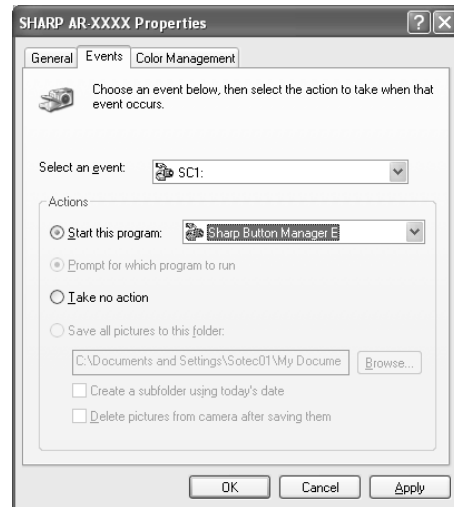 SHARP AR-XXXX Properties
General Events Color Management
Choose an event below, then select the action to take when that
event occurs.
Select an event: SC1:
Actions
Start this program: Sharp Button Manager E
Prompt for which program to run
Take no action
Save all pictures to this folder:
C:\Documents and Settings\Sotec01\My Docume Browse...
Create a subfolder using today's date
Delete pictures from camera after saving them
OK Cancel Apply